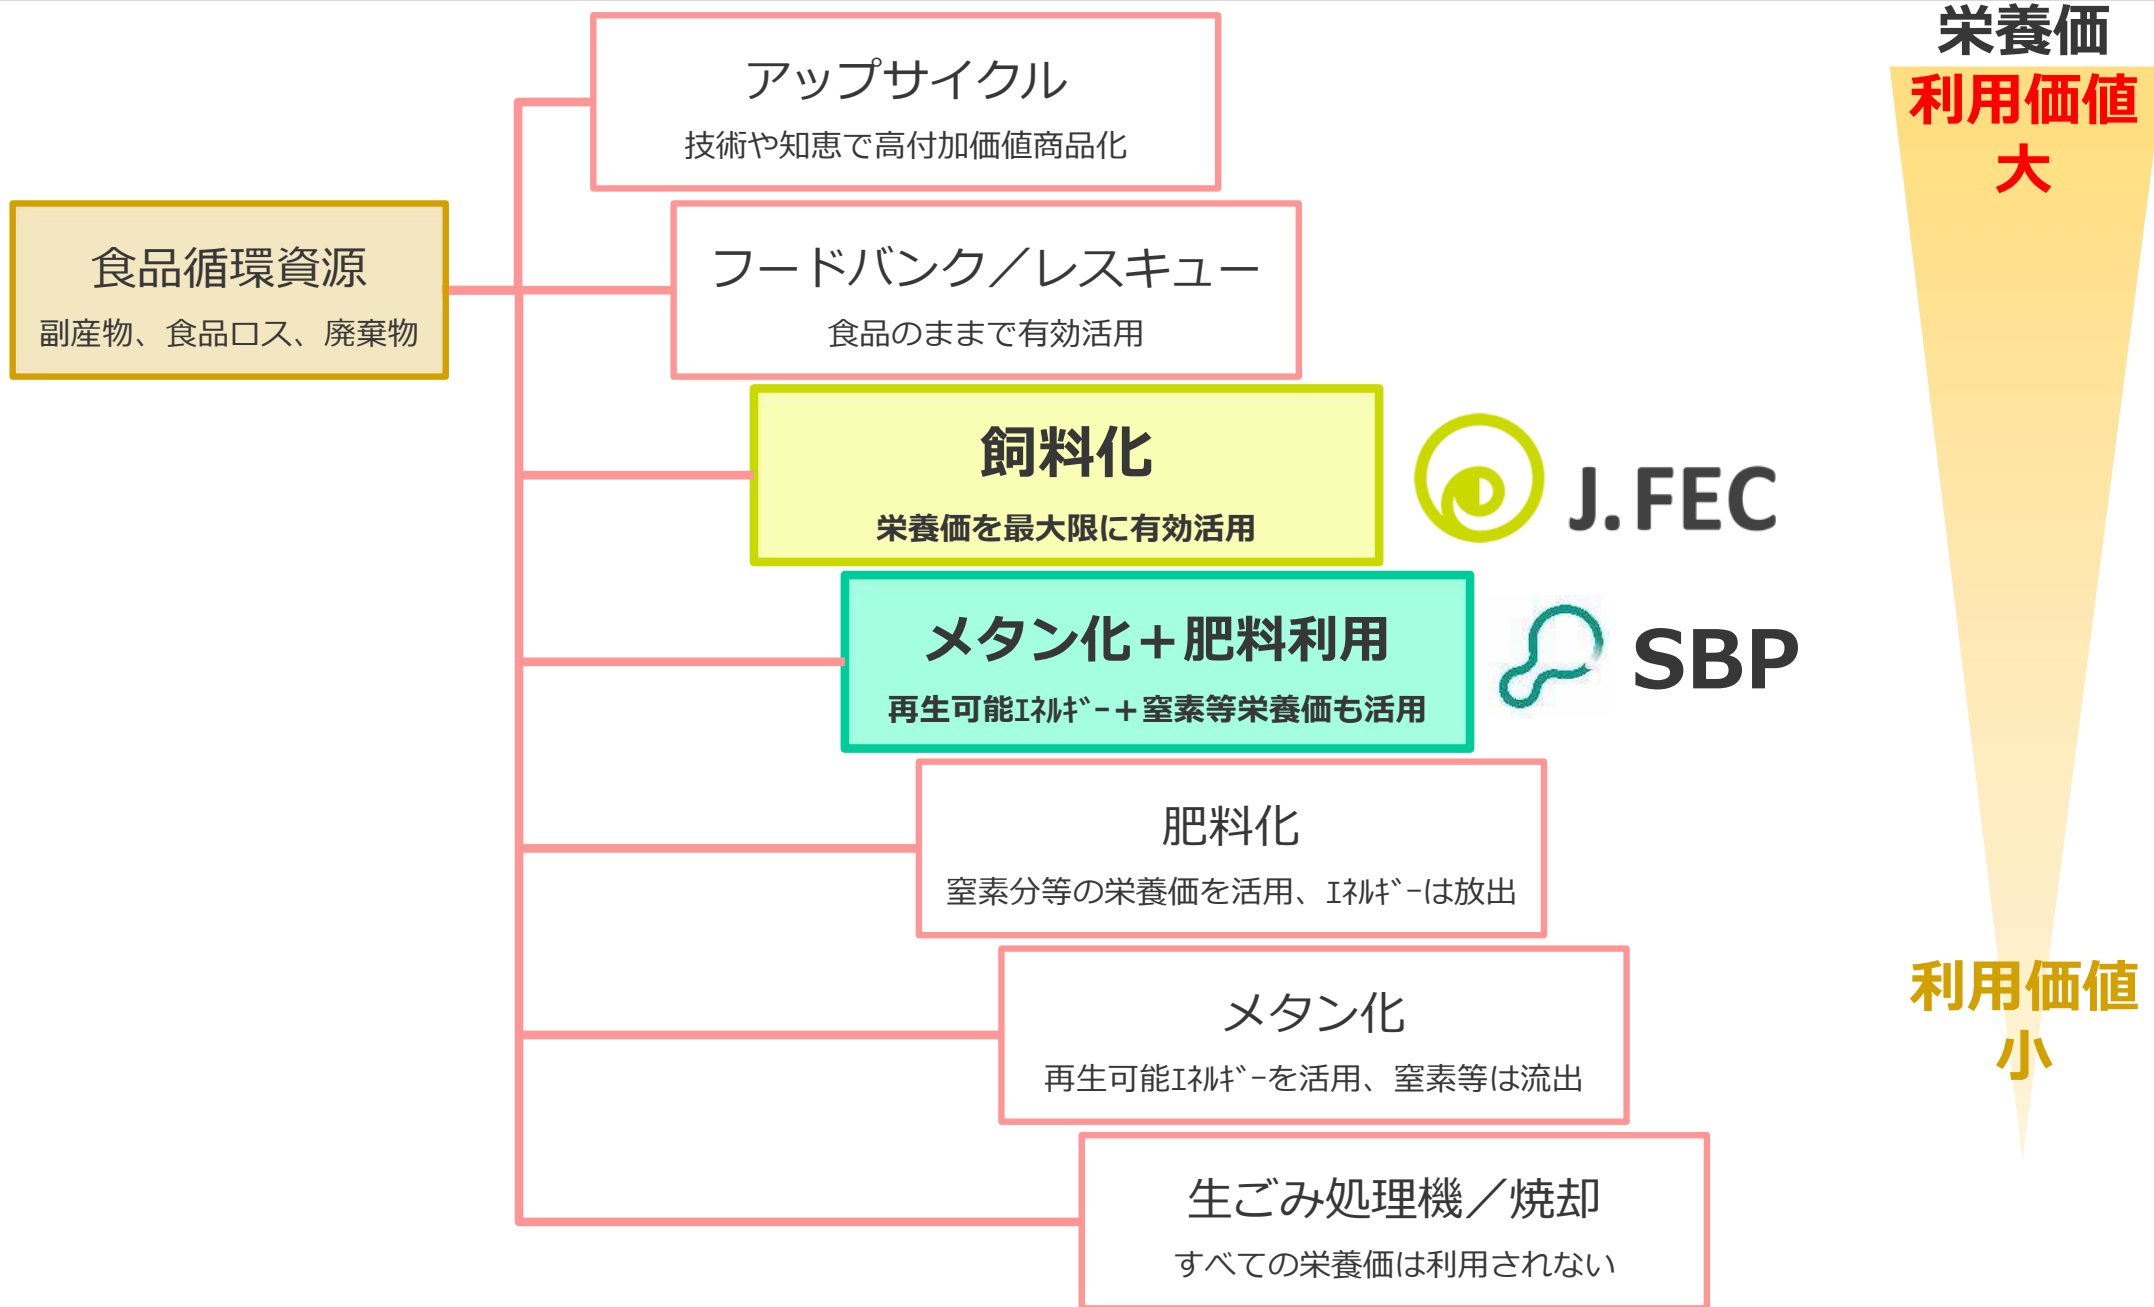 栄養価
利用価値
大
アップサイクル
技術や知恵で高付加価値商品化
食品循環資源
副産物、食品ロス、廃棄物
フードバンク／レスキュー
食品のままで有効活用
飼料化
栄養価を最大限に有効活用
J.FEC
メタン化＋肥料利用
再生可能ｴﾈﾙｷﾞｰ＋窒素等栄養価も活用
SBP
肥料化
窒素分等の栄養価を活用、ｴﾈﾙｷﾞｰは放出
メタン化
再生可能ｴﾈﾙｷﾞｰを活用、窒素等は流出
利用価値
小
生ごみ処理機／焼却
すべての栄養価は利用されない